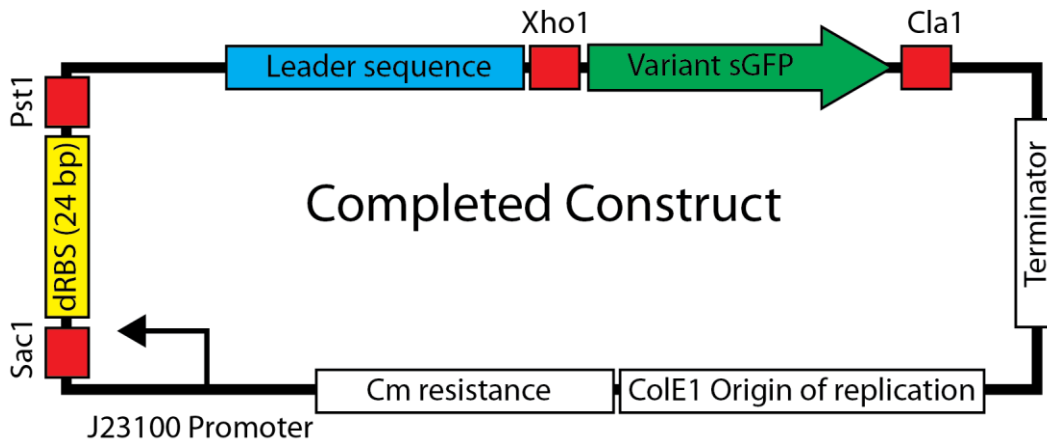 Xho1
Cla1
Leader sequence
Variant sGFP
Pst1
dRBS (24 bp)
Sac1
Completed Construct
Terminator
Cm resistance
ColE1 Origin of replication
J23100 Promoter